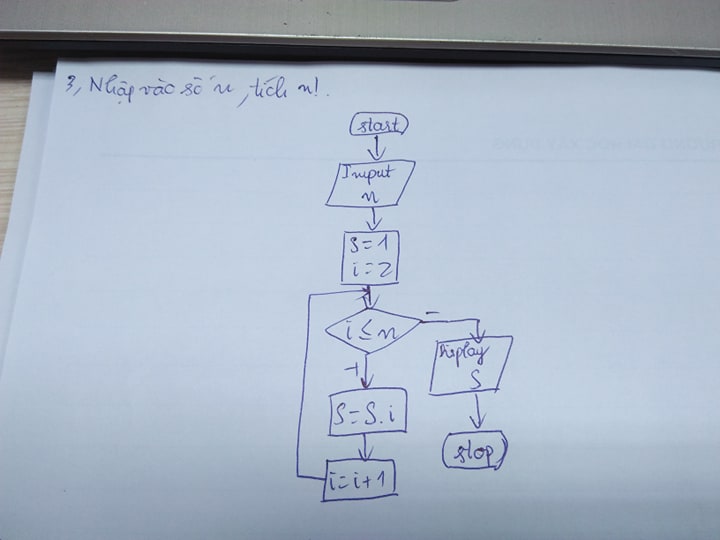 3, Nhập vào số n, tích n!.
start
Input
n
S=1
i=2
i≤n
+
-
Display
S
S=S.i
stop
i=i+1